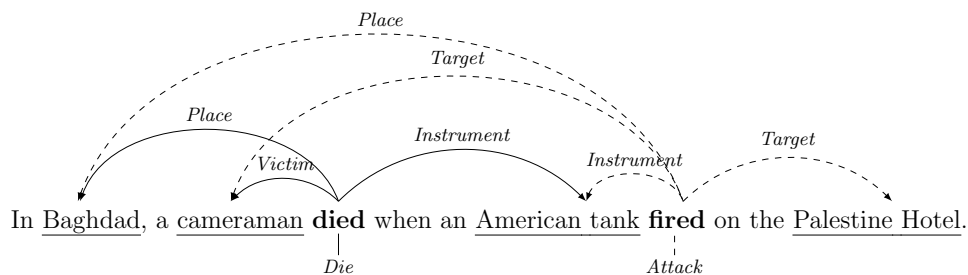 Place
Target
Place
Instrument
Target
Victim
Instrument
In Baghdad, a cameraman died when an American tank fired on the Palestine Hotel.
Die
Attack